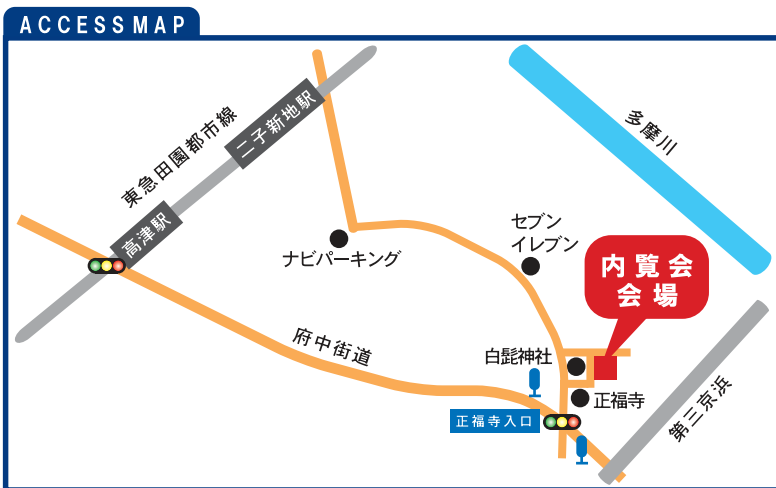 ACCESSMAP
東急田園都市線
二子新地駅
高津駅
多摩川
セブン
イレブン
ナビパーキング
内覧会
会場
府中街道
白髭神社
正福寺
正福寺入口
第三京浜